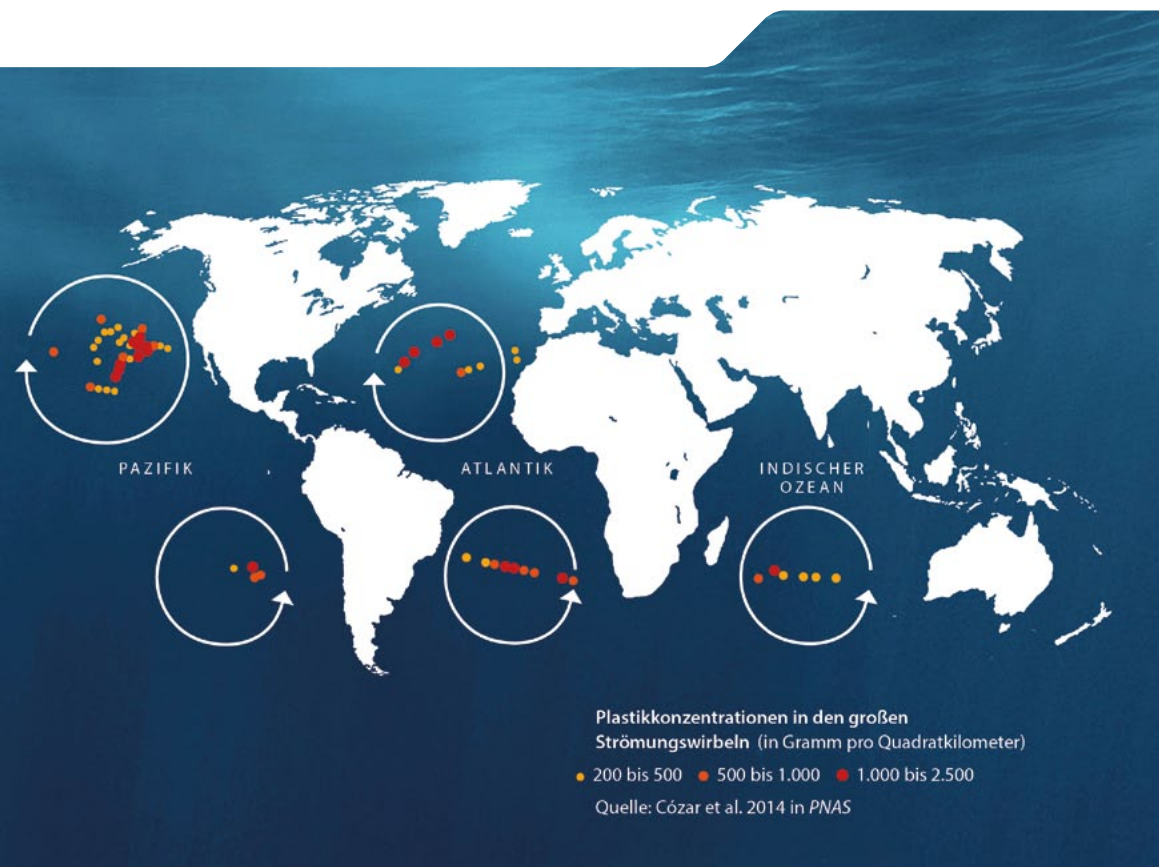 PAZIFIK
ATLANTIK
INDISCHER
OZEAN
Plastikkonzentrationen in den großen
Strömungswirbeln (in Gramm pro Quadratkilometer)
200 bis 500 500 bis 1.000 1.000 bis 2.500
Quelle: Cózar et al. 2014 in PNAS